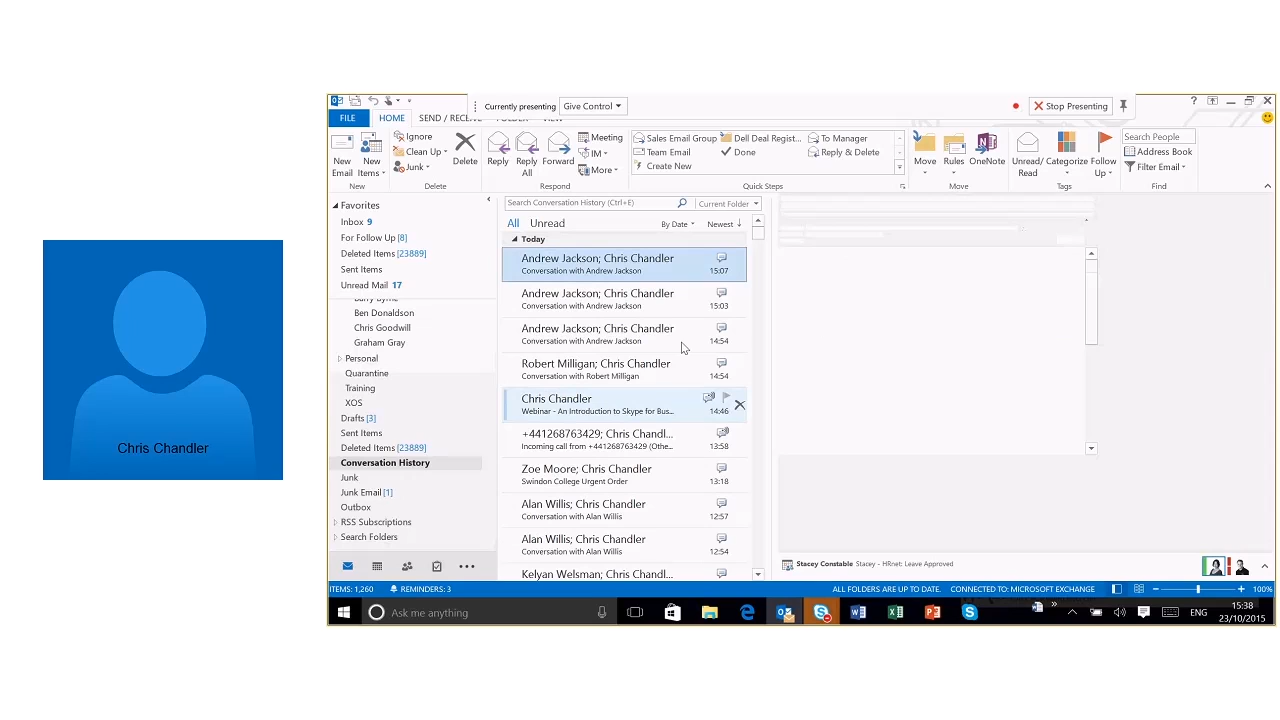 Chris Chandler
Currently presenting
Give Control
Stop Presenting
?
FILE
HOME
SEND / RECEIVE
FOLDER
VIEW
New Email
New Items
New
Ignore
Clean Up
Junk
Delete
Delete
Reply
Reply All
Forward
Meeting
IM
More
Respond
Sales Email Group
Team Email
Create New
Dell Deal Regist...
Done
To Manager
Reply & Delete
Quick Steps
Move
Rules
OneNote
Move
Unread/ Read
Categorize
Follow Up
Tags
Search People
Address Book
Filter Email
Find
Favorites
Inbox 9
For Follow Up [8]
Deleted Items [23889]
Sent Items
Unread Mail 17
Barry Byrne
Ben Donaldson
Chris Goodwill
Graham Gray
Personal
Quarantine
Training
XOS
Drafts [3]
Sent Items
Deleted Items [23889]
Conversation History
Junk
Junk Email [1]
Outbox
RSS Subscriptions
Search Folders
Search Conversation History (Ctrl+E)
Current Folder
All Unread
By Date Newest
Today
Andrew Jackson; Chris Chandler
Conversation with Andrew Jackson 15:07
Andrew Jackson; Chris Chandler
Conversation with Andrew Jackson 15:03
Andrew Jackson; Chris Chandler
Conversation with Andrew Jackson 14:54
Robert Milligan; Chris Chandler
Conversation with Robert Milligan 14:54
Chris Chandler
Webinar - An Introduction to Skype for Bus... 14:46
+441268763429; Chris Chandl...
Incoming call from +441268763429 (Othe... 13:58
Zoe Moore; Chris Chandler
Swindon College Urgent Order 13:18
Alan Willis; Chris Chandler
Conversation with Alan Willis 12:57
Alan Willis; Chris Chandler
Conversation with Alan Willis 12:54
Kelyan Welsman; Chris Chandl...
Stacey Constable Stacey - HRnet: Leave Approved
ITEMS: 1,260 REMINDERS: 3
ALL FOLDERS ARE UP TO DATE. CONNECTED TO: MICROSOFT EXCHANGE 100%
Ask me anything
ENG
15:38
23/10/2015